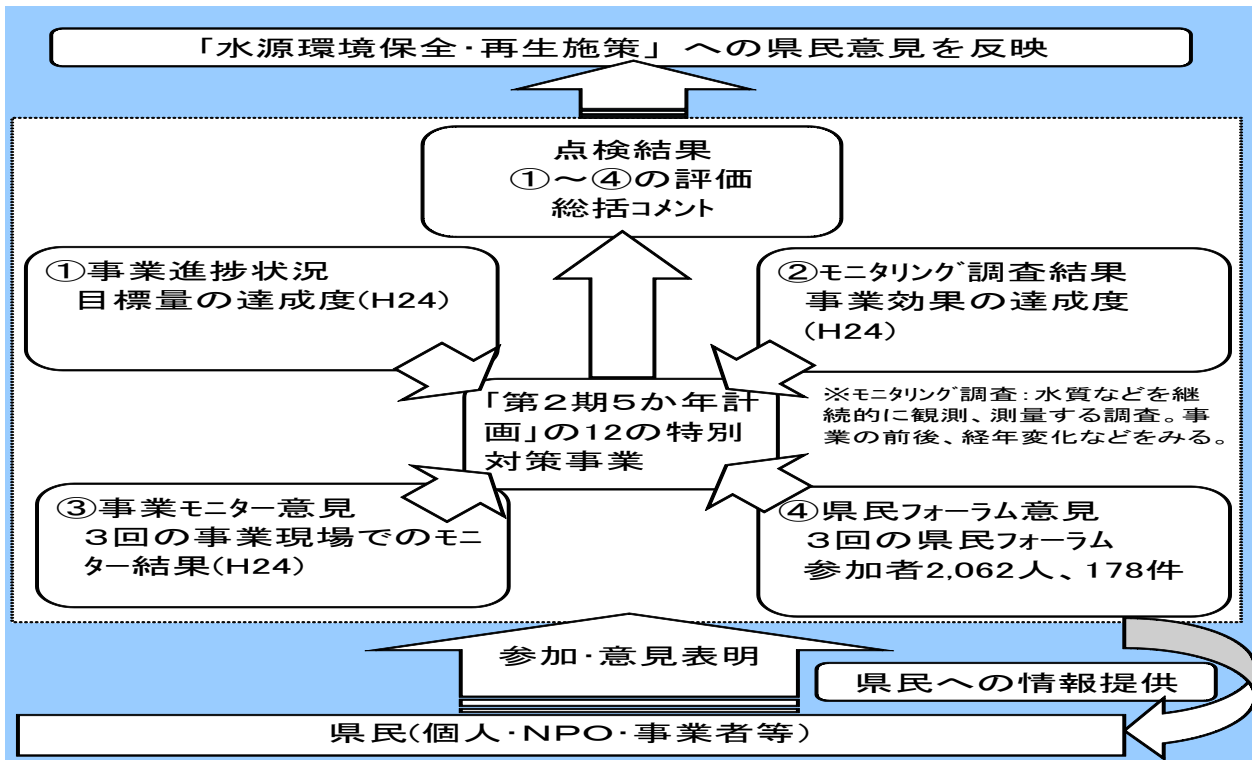 「水源環境保全・再生施策」への県民意見を反映
点検結果
①～④の評価
総括コメント
①事業進捗状況
目標量の達成度(H24)
②モニタリング調査結果
事業効果の達成度
(H24)
「第2期5か年計
画」の12の特別
対策事業
※モニタリング調査：水質などを継
続的に観測、測量する調査。事
業の前後、経年変化などをみる。
③事業モニター意見
3回の事業現場でのモニ
ター結果(H24)
④県民フォーラム意見
3回の県民フォーラム
参加者2,062人、178件
参加・意見表明
県民への情報提供
県民(個人・NPO・事業者等)